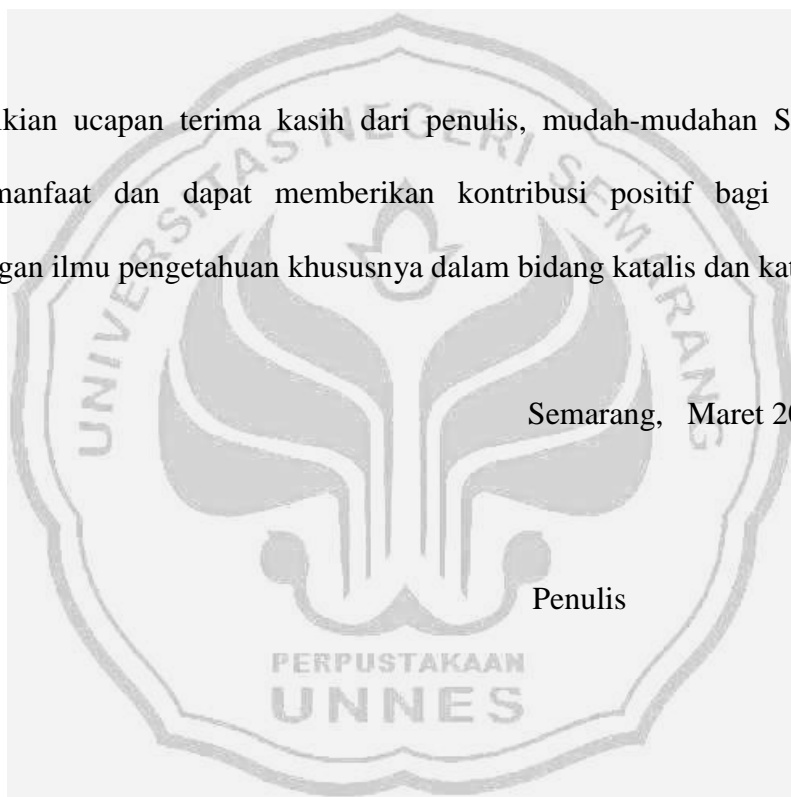 UNIVERSITAS NEGERI SEMARANG
kian ucapan terima kasih dari penulis, mudah-mudahan S
manfaat dan dapat memberikan kontribusi positif bagi
gan ilmu pengetahuan khususnya dalam bidang katalis dan kat
Semarang, Maret 20
Penulis
PERPUSTAKAAN
UNNES